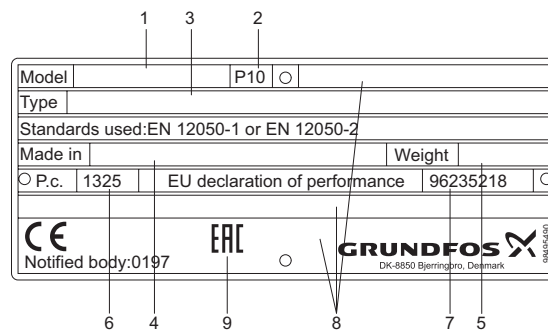 1 3 2
Model P10
Type
Standards used:EN 12050-1 or EN 12050-2
Made in Weight
P.c. 1325 EU declaration of performance 96235218
CE EAC
GRUNDFOS
Notified body:0197
DK-8850 Bjerringbro, Denmark
98495490
6 4 9 8 7 5